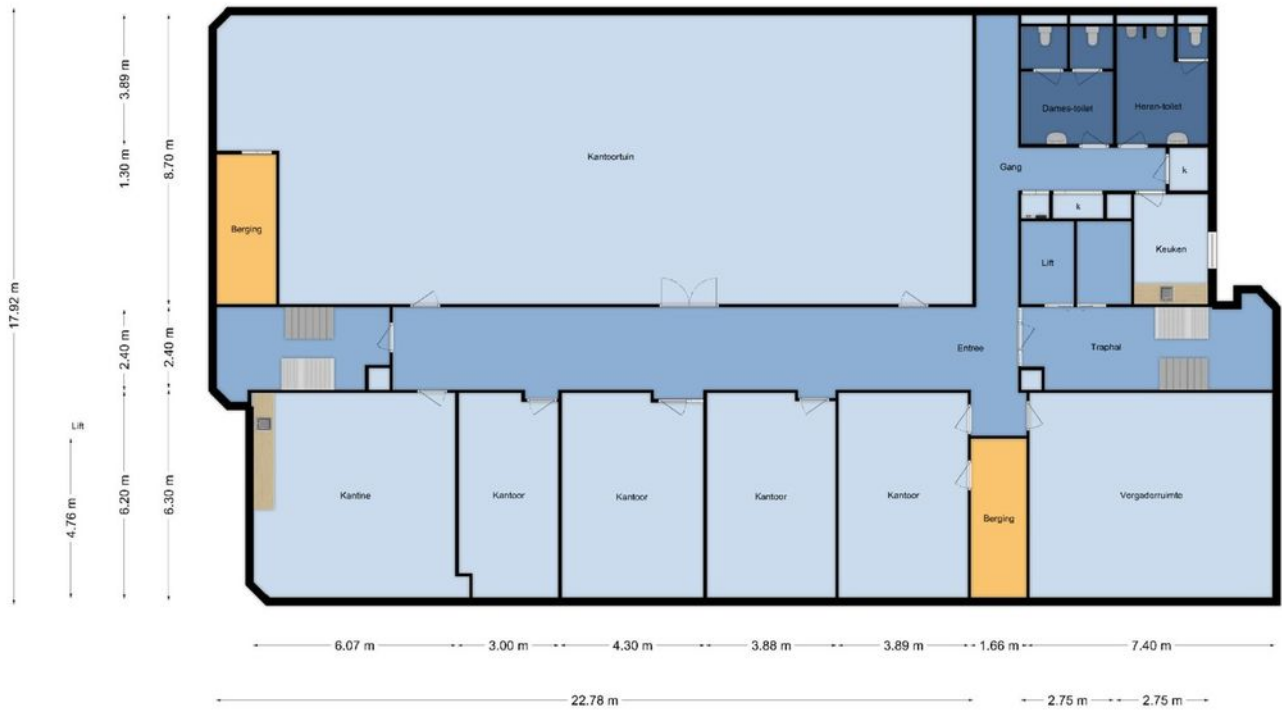 Kantoortuin
Dames-toilet
Heren-toilet
Gang
k
k
Berging
Keuken
Lift
Entree
Traphal
Lift
Kantine
Kantoor
Kantoor
Kantoor
Kantoor
Berging
Vergaderruimte
17.92 m
3.89 m
1.30 m
8.70 m
2.40 m
2.40 m
4.76 m
6.20 m
6.30 m
6.07 m
3.00 m
4.30 m
3.88 m
3.89 m
1.66 m
7.40 m
22.78 m
2.75 m
2.75 m